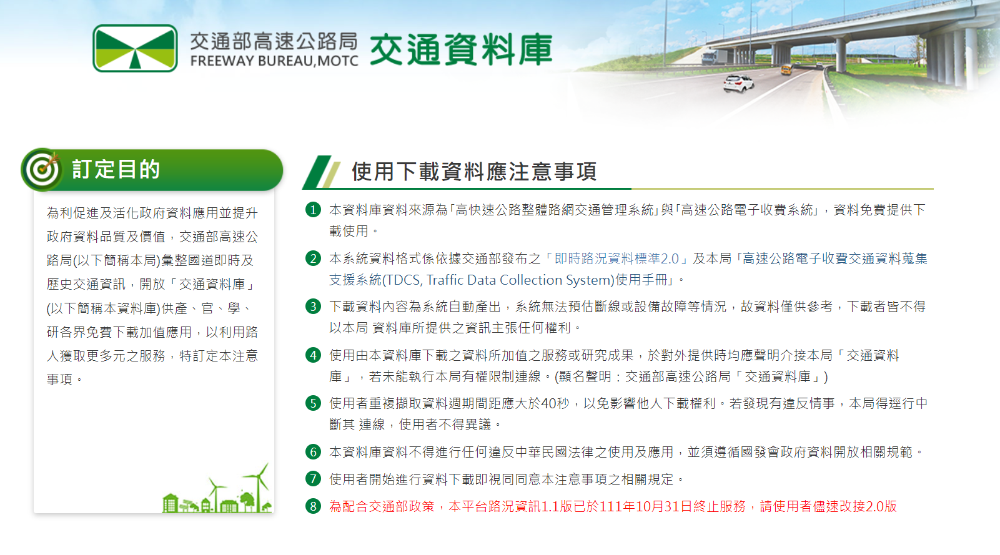 交通部高速公路局
FREEWAY BUREAU,MOTC
交通資料庫
訂定目的
為利促進及活化政府資料應用並提升
政府資料品質及價值，交通部高速公
路局(以下簡稱本局)彙整國道即時及
歷史交通資訊，開放「交通資料庫」
(以下簡稱本資料庫)供產、官、學、
研各界免費下載加值應用，以利用路
人獲取更多元之服務，特訂定本注意
事項。
使用下載資料應注意事項
1 本資料庫資料來源為「高快速公路整體路網交通管理系統」與「高速公路電子收費系統」，資料免費提供下
載使用。
2 本系統資料格式係依據交通部發布之「即時路況資料標準2.0」及本局「高速公路電子收費交通資料蒐集
支援系統(TDCS, Traffic Data Collection System)使用手冊」。
3 下載資料內容為系統自動產出，系統無法預估斷線或設備故障等情況，故資料僅供參考，下載者皆不得
以本局 資料庫所提供之資訊主張任何權利。
4 使用由本資料庫下載之資料所加值之服務或研究成果，於對外提供時均應聲明介接本局「交通資料
庫」，若未能執行本局有權限制連線。(顯名聲明：交通部高速公路局「交通資料庫」)
5 使用者重複擷取資料週期間距應大於40秒，以免影響他人下載權利。若發現有違反情事，本局得逕行中
斷其 連線，使用者不得異議。
6 本資料庫資料不得進行任何違反中華民國法律之使用及應用，並須遵循國發會政府資料開放相關規範。
7 使用者開始進行資料下載即視同同意本注意事項之相關規定。
8 為配合交通部政策，本平台路況資訊1.1版已於111年10月31日終止服務，請使用者儘速改接2.0版